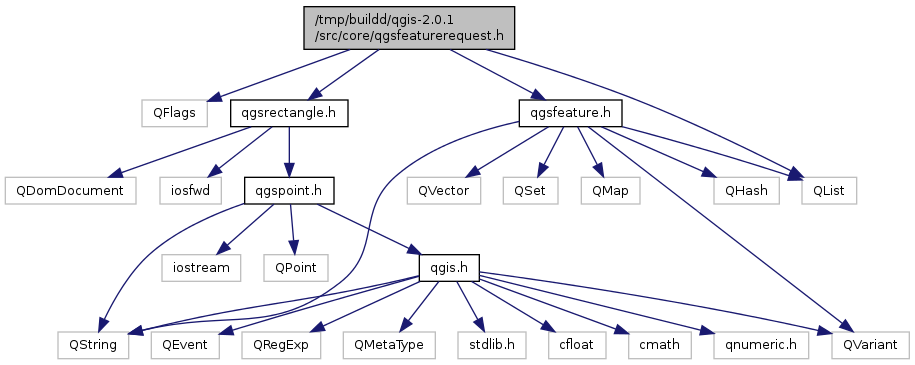 /tmp/buildd/qgis-2.0.1
/src/core/qgsfeaturerequest.h
QFlags
qgsrectangle.h
qgsfeature.h
QDomDocument
iosfwd
qgspoint.h
QVector
QSet
QMap
QHash
QList
iostream
QPoint
qgis.h
QString
QEvent
QRegExp
QMetaType
stdlib.h
cfloat
cmath
qnumeric.h
QVariant